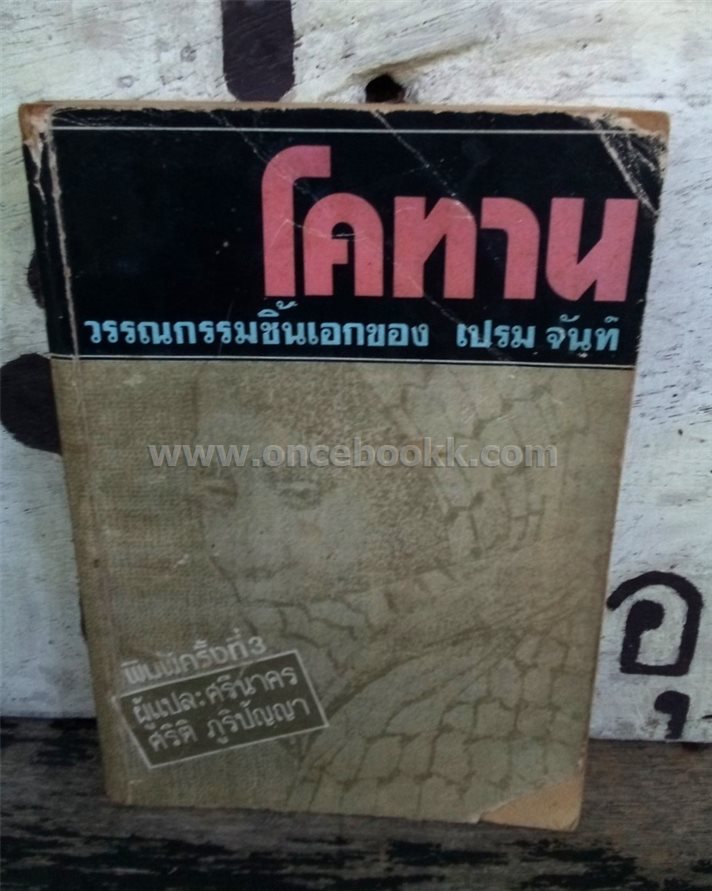 โคทาน
วรรณกรรมชิ้นเอกของ เปรม จันท์
www.oncebookk.com
พิมพ์ครั้งที่ 3
ผู้แปล: ศรีนาคร
ศิริติ ภูริปัญญา
อุ